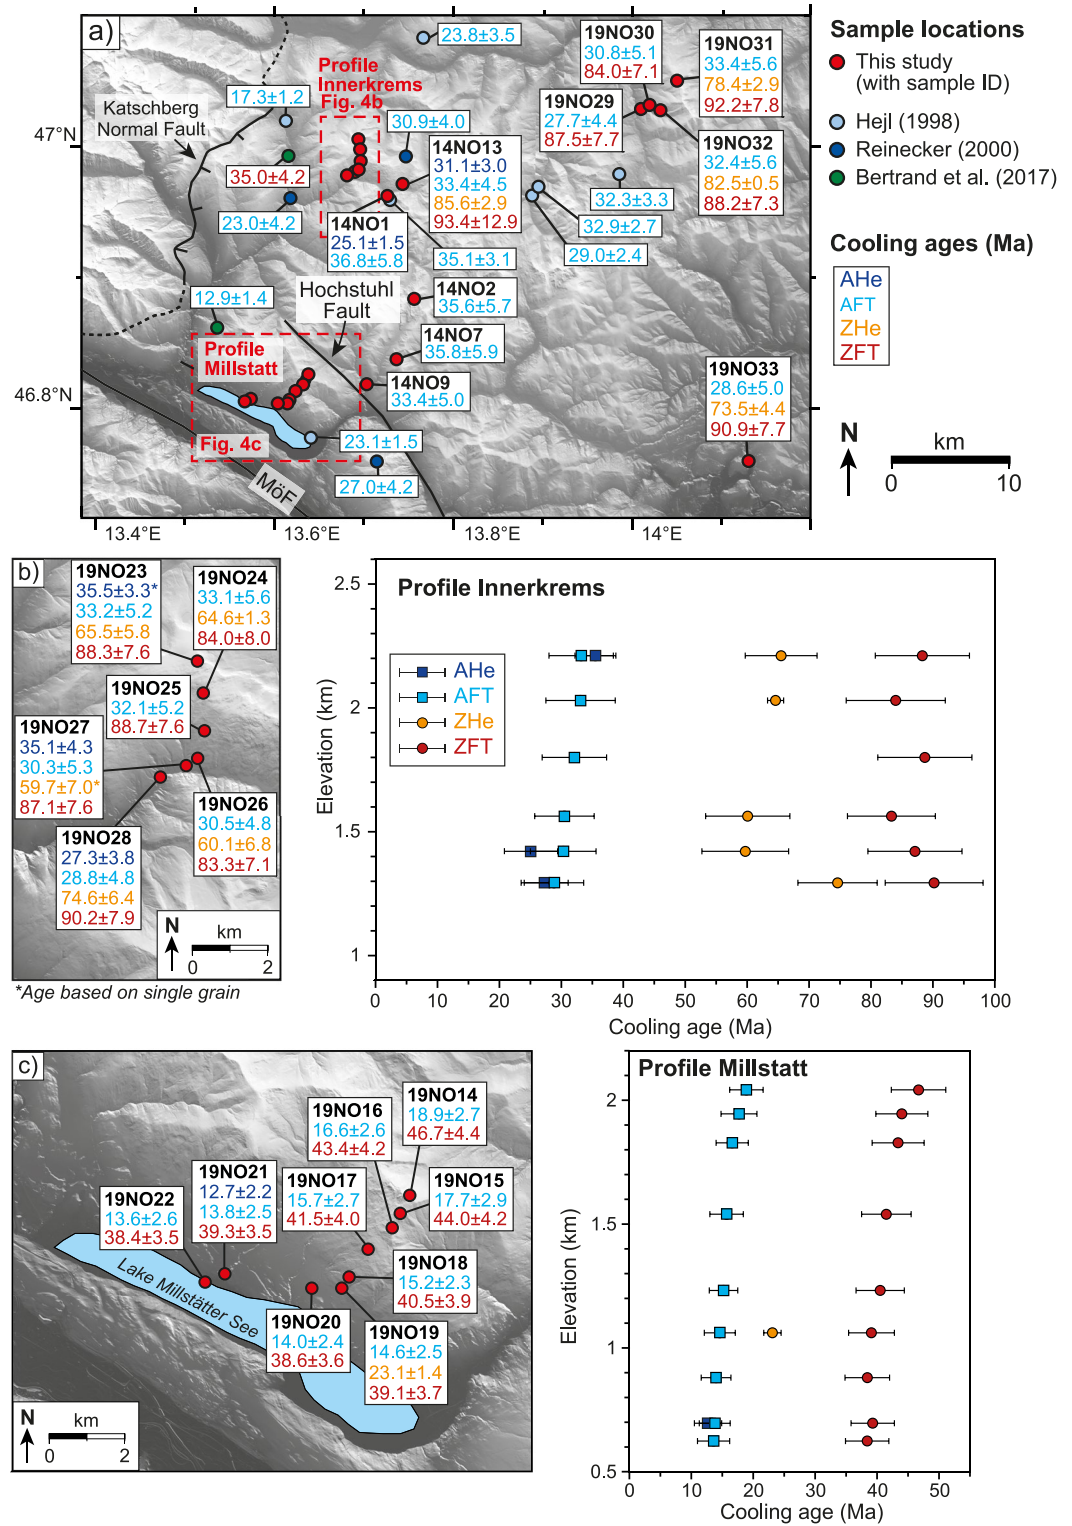 a)
23.8±3.5
Profile
Innerkrems
Fig. 4b
19NO30
30.8±5.1
84.0±7.1
19NO31
33.4±5.6
78.4±2.9
92.2±7.8
Katschberg
Normal Fault
17.3±1.2
30.9±4.0
19NO29
27.7±4.4
87.5±7.7
47°N
35.0±4.2
14NO13
31.1±3.0
33.4±4.5
85.6±2.9
93.4±12.9
19NO32
32.4±5.6
82.5±0.5
88.2±7.3
23.0±4.2
32.3±3.3
32.9±2.7
29.0±2.4
14NO1
25.1±1.5
36.8±5.8
35.1±3.1
12.9±1.4
Hochstuhl
Fault
14NO2
35.6±5.7
Profile
Millstatt
14NO7
35.8±5.9
14NO9
33.4±5.0
46.8°N
19NO33
28.6±5.0
73.5±4.4
90.9±7.7
Fig. 4c
23.1±1.5
27.0±4.2
MöF
13.4°E
13.6°E
13.8°E
14°E
Sample locations
This study
(with sample ID)
Hejl (1998)
Reinecker (2000)
Bertrand et al. (2017)
Cooling ages (Ma)
AHe
AFT
ZHe
ZFT
N
km
0 10
b)
19NO23
35.5±3.3*
33.2±5.2
65.5±5.8
88.3±7.6
19NO24
33.1±5.6
64.6±1.3
84.0±8.0
19NO25
32.1±5.2
88.7±7.6
19NO27
35.1±4.3
30.3±5.3
59.7±7.0*
87.1±7.6
19NO26
30.5±4.8
60.1±6.8
83.3±7.1
19NO28
27.3±3.8
28.8±4.8
74.6±6.4
90.2±7.9
N
km
0 2
*Age based on single grain
Profile Innerkrems
AHe
AFT
ZHe
ZFT
Elevation (km)
2.5
2
1.5
1
0 10 20 30 40 50 60 70 80 90 100
Cooling age (Ma)
c)
19NO16
16.6±2.6
43.4±4.2
19NO14
18.9±2.7
46.7±4.4
19NO22
13.6±2.6
38.4±3.5
19NO21
12.7±2.2
13.8±2.5
39.3±3.5
19NO17
15.7±2.7
41.5±4.0
19NO15
17.7±2.9
44.0±4.2
19NO18
15.2±2.3
40.5±3.9
Lake Millstätter See
19NO20
14.0±2.4
38.6±3.6
19NO19
14.6±2.5
23.1±1.4
39.1±3.7
N
km
0 2
Profile Millstatt
Elevation (km)
2
1.5
1
0.5
0 10 20 30 40 50
Cooling age (Ma)